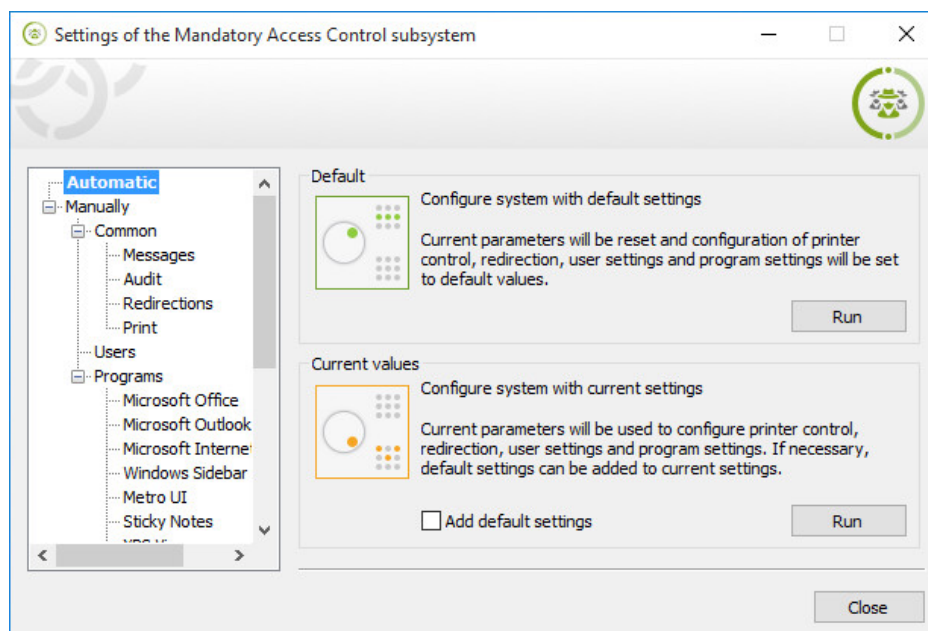 Settings of the Mandatory Access Control subsystem
Automatic
Manually
Common
Messages
Audit
Redirections
Print
Users
Programs
Microsoft Office
Microsoft Outlook
Microsoft Interne
Windows Sidebar
Metro UI
Sticky Notes
Default
Configure system with default settings
Current parameters will be reset and configuration of printer
control, redirection, user settings and program settings will be set
to default values.
Run
Current values
Configure system with current settings
Current parameters will be used to configure printer control,
redirection, user settings and program settings. If necessary,
default settings can be added to current settings.
Add default settings
Run
Close